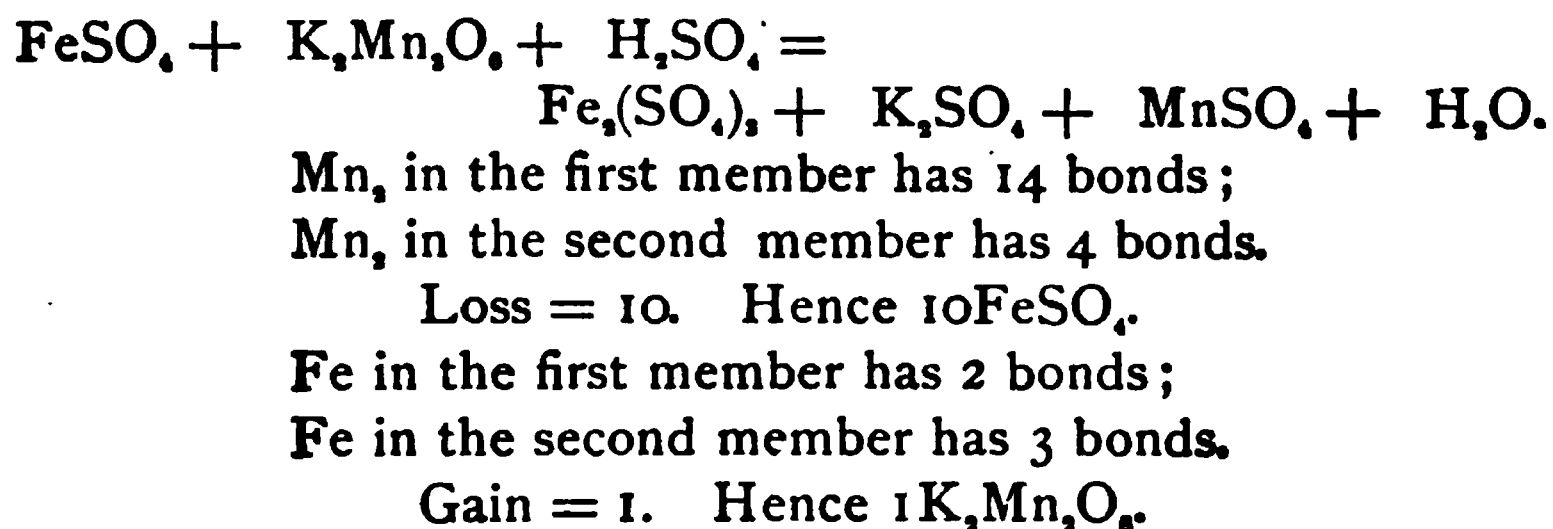 FeSO₄ + K₂Mn₂O₈ + H₂SO₄ =
Fe₂(SO₄)₃ + K₂SO₄ + MnSO₄ + H₂O.
Mn₂ in the first member has 14 bonds;
Mn₂ in the second member has 4 bonds.
Loss = 10. Hence 10FeSO₄.
Fe in the first member has 2 bonds;
Fe in the second member has 3 bonds.
Gain = 1. Hence 1K₂Mn₂O₈.